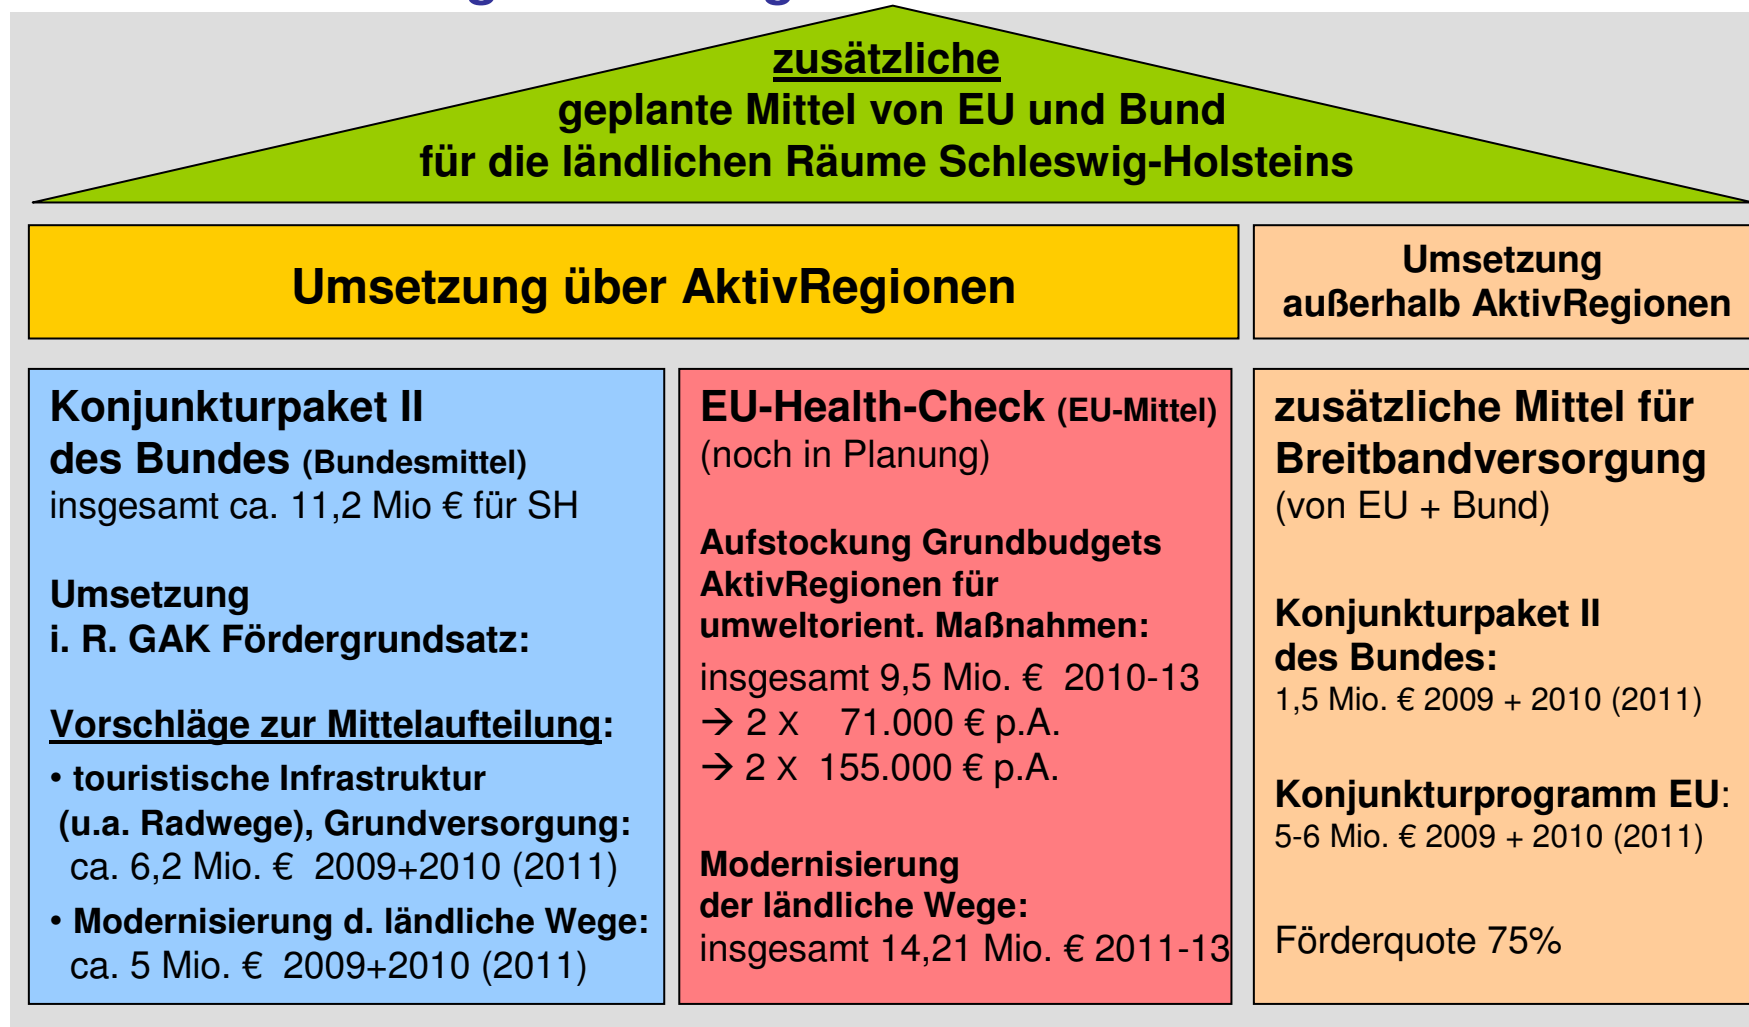 zusätzliche
geplante Mittel von EU und Bund
für die ländlichen Räume Schleswig-Holsteins
Umsetzung über AktivRegionen
Umsetzung
außerhalb AktivRegionen
Konjunkturpaket II
des Bundes (Bundesmittel)
insgesamt ca. 11,2 Mio € für SH
Umsetzung
i. R. GAK Fördergrundsatz:
Vorschläge zur Mittelaufteilung:
• touristische Infrastruktur
(u.a. Radwege), Grundversorgung:
ca. 6,2 Mio. € 2009+2010 (2011)
• Modernisierung d. ländliche Wege:
ca. 5 Mio. € 2009+2010 (2011)
EU-Health-Check (EU-Mittel)
(noch in Planung)
Aufstockung Grundbudgets
AktivRegionen für
umweltorient. Maßnahmen:
insgesamt 9,5 Mio. € 2010-13
→ 2 X 71.000 € p.A.
→ 2 X 155.000 € p.A.
Modernisierung
der ländliche Wege:
insgesamt 14,21 Mio. € 2011-13
zusätzliche Mittel für
Breitbandversorgung
(von EU + Bund)
Konjunkturpaket II
des Bundes:
1,5 Mio. € 2009 + 2010 (2011)
Konjunkturprogramm EU:
5-6 Mio. € 2009 + 2010 (2011)
Förderquote 75%